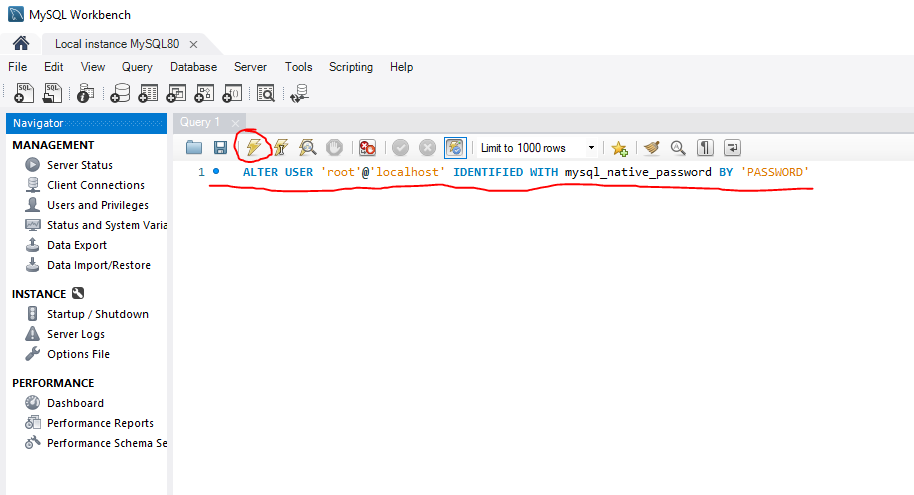 MySQL Workbench
Local instance MySQL80
File Edit View Query Database Server Tools Scripting Help
Navigator
MANAGEMENT
Server Status
Client Connections
Users and Privileges
Status and System Varia
Data Export
Data Import/Restore
INSTANCE
Startup / Shutdown
Server Logs
Options File
PERFORMANCE
Dashboard
Performance Reports
Performance Schema Se
Query 1
Limit to 1000 rows
1 ALTER USER 'root'@'localhost' IDENTIFIED WITH mysql_native_password BY 'PASSWORD'